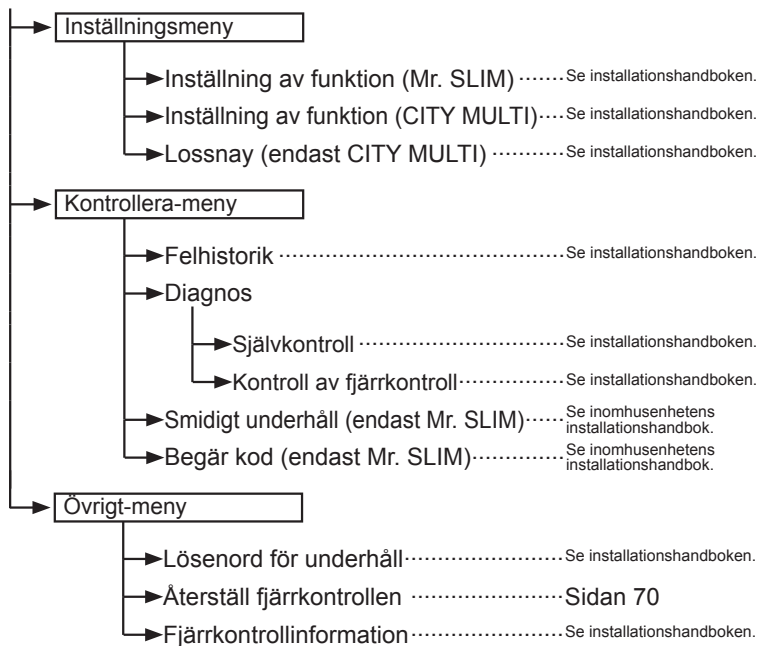 Inställningsmeny
Inställning av funktion (Mr. SLIM) ······· Se installationshandboken.
Inställning av funktion (CITY MULTI)···· Se installationshandboken.
Lossnay (endast CITY MULTI) ··········· Se installationshandboken.
Kontrollera-meny
Felhistorik ············································ Se installationshandboken.
Diagnos
Självkontroll ································ Se installationshandboken.
Kontroll av fjärrkontroll················ Se installationshandboken.
Smidigt underhåll (endast Mr. SLIM)······ Se inomhusenhetens
installationshandbok.
Begär kod (endast Mr. SLIM)·············· Se inomhusenhetens
installationshandbok.
Övrigt-meny
Lösenord för underhåll························ Se installationshandboken.
Återställ fjärrkontrollen ······················· Sidan 70
Fjärrkontrollinformation························ Se installationshandboken.